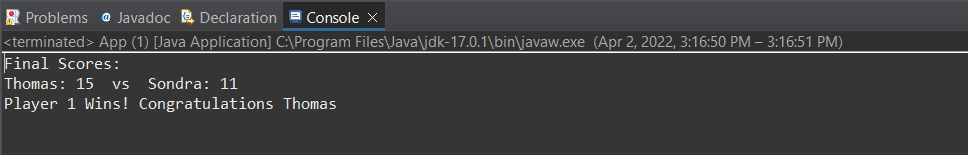 Problems @ Javadoc Declaration Console
<terminated> App (1) [Java Application] C:\Program Files\Java\jdk-17.0.1\bin\javaw.exe (Apr 2, 2022, 3:16:50 PM – 3:16:51 PM)
Final Scores:
Thomas: 15  vs  Sondra: 11
Player 1 Wins! Congratulations Thomas